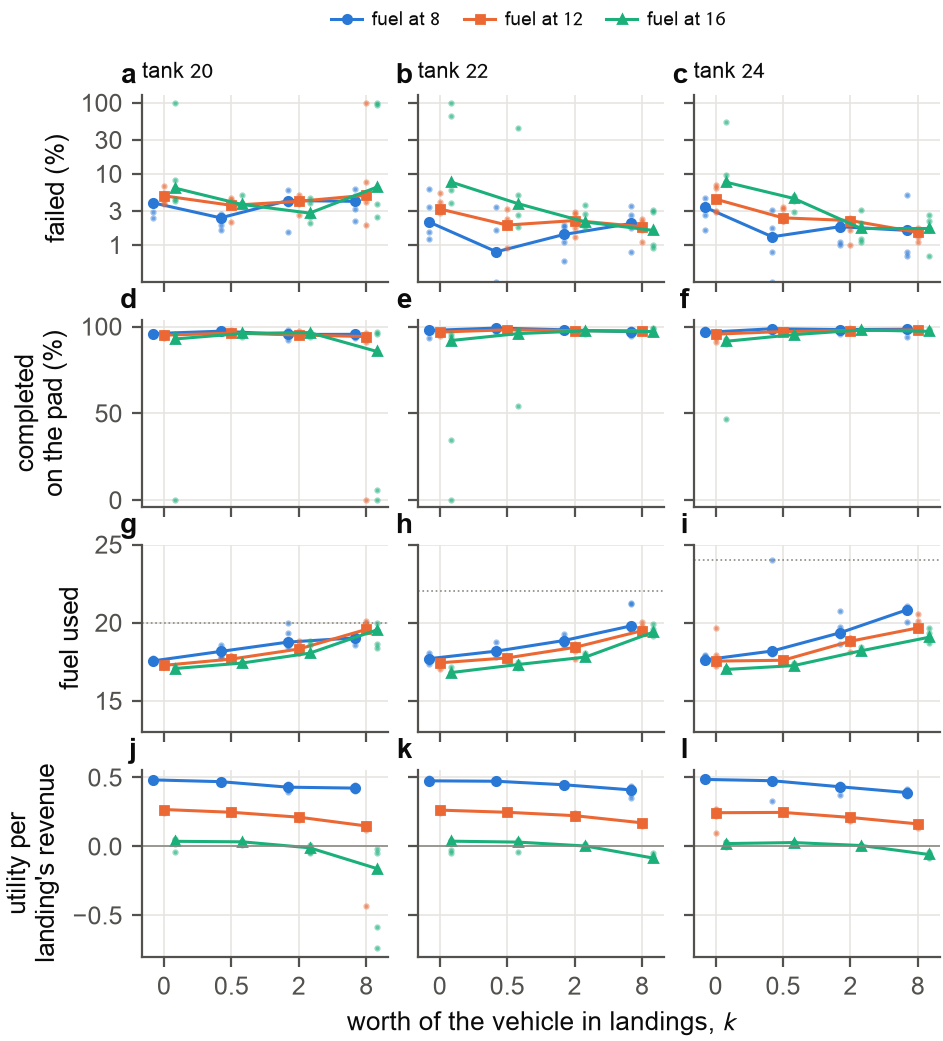 fuel at 8 fuel at 12 fuel at 16
a tank 20 b tank 22 c tank 24
100
30
10
3
1
failed (%)
d e f
100
50
0
completed
on the pad (%)
g h i
25
20
15
fuel used
j k l
0.5
0.0
−0.5
utility per
landing's revenue
0 0.5 2 8 0 0.5 2 8 0 0.5 2 8
worth of the vehicle in landings, k